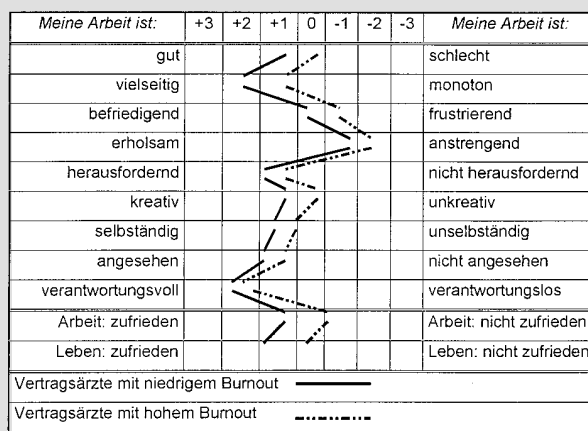 Meine Arbeit ist: +3 +2 +1 0 -1 -2 -3 Meine Arbeit ist:
gut schlecht
vielseitig monoton
befriedigend frustrierend
erholsam anstrengend
herausfordernd nicht herausfordernd
kreativ unkreativ
selbständig unselbständig
angesehen nicht angesehen
verantwortungsvoll verantwortungslos
Arbeit: zufrieden Arbeit: nicht zufrieden
Leben: zufrieden Leben: nicht zufrieden
Vertragsärzte mit niedrigem Burnout
Vertragsärzte mit hohem Burnout